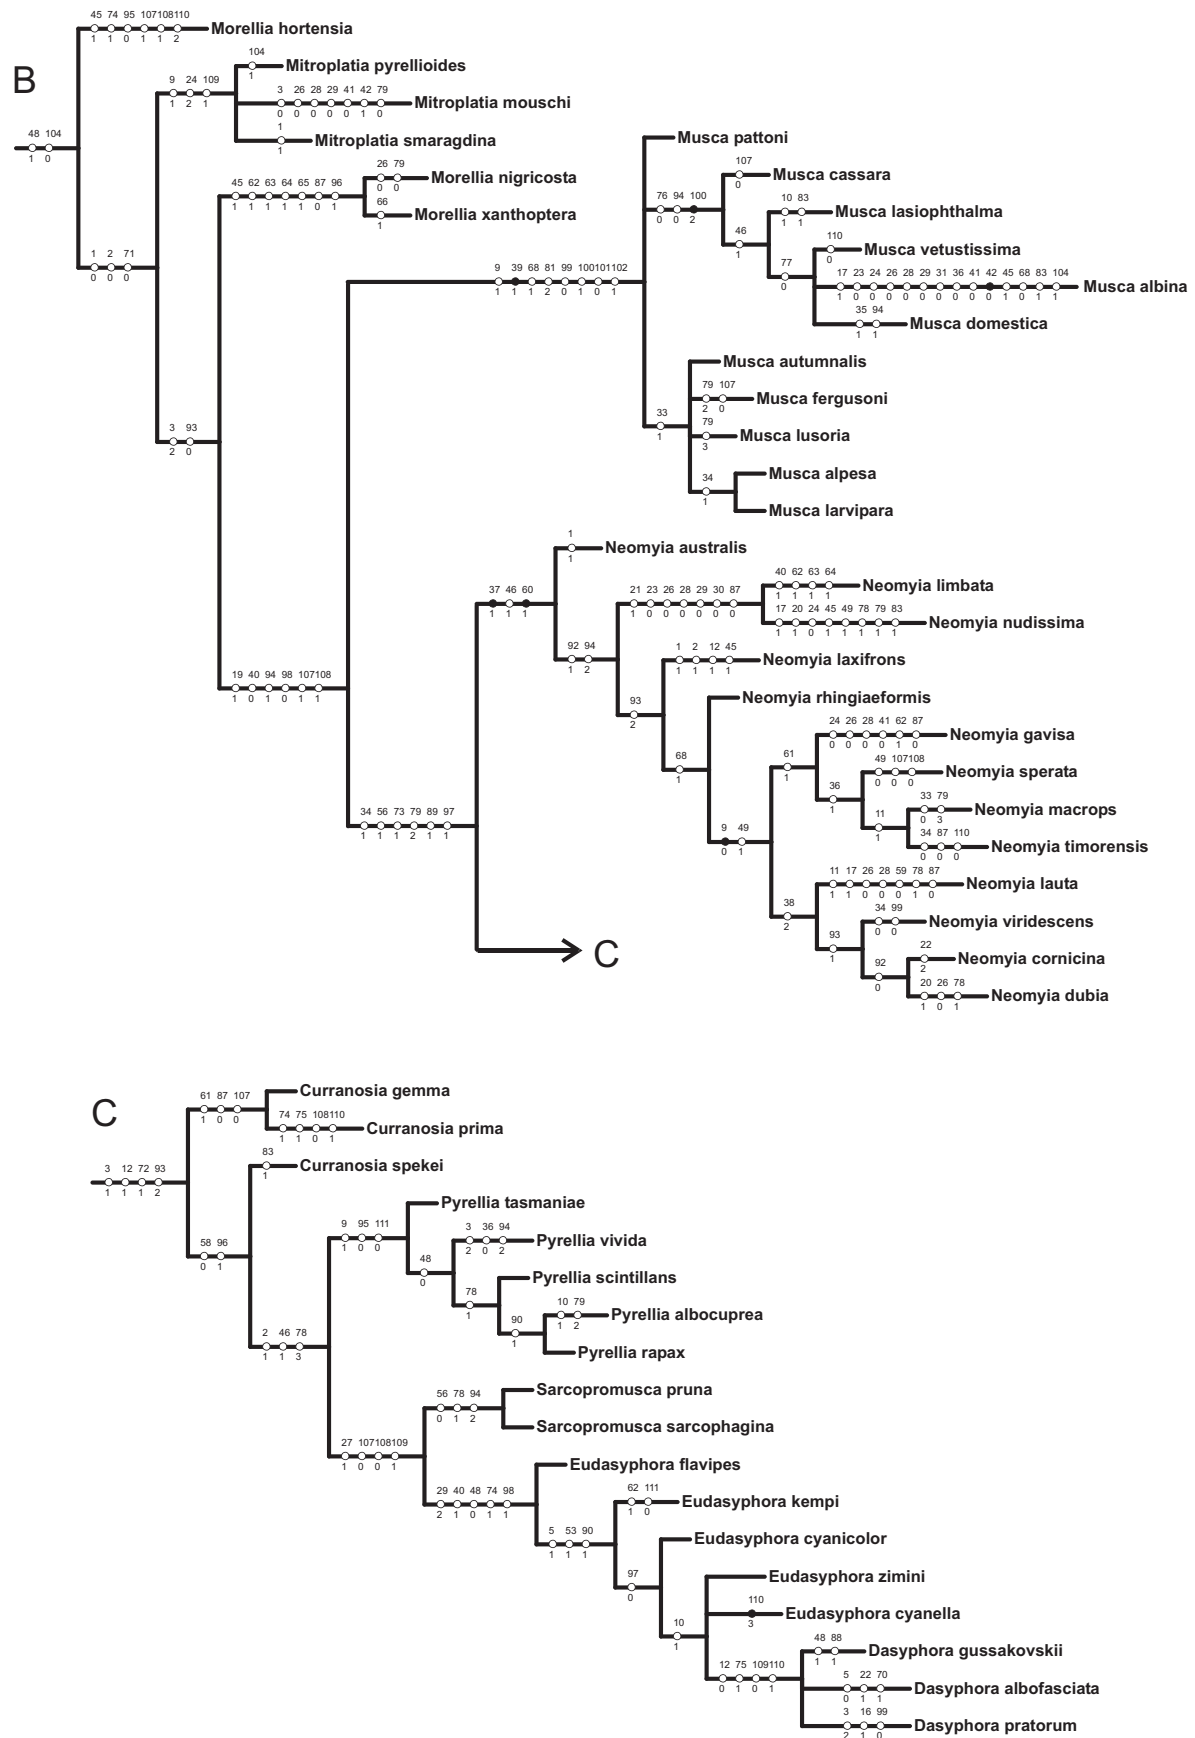 45 74 95 107108110
Morellia hortensia
1 1 0 1 1 2
B
104
Mitroplatia pyrellioides
1
9 24 109
1 2 1
3 26 28 29 41 42 79
Mitroplatia mouschi
0 0 0 0 0 1 0
48 104
1 0
1
Mitroplatia smaragdina
1
Musca pattoni
26 79
Morellia nigricosta
0 0
107
Musca cassara
0
45 62 63 64 65 87 96
1 1 1 1 1 0 1
66
Morellia xanthoptera
1
76 94 100
0 0 2
10 83
Musca lasiophthalma
1 1
46
1
110
Musca vetustissima
0
1 2 71
0 0 0
77
0
9 39 68 81 99 100101102
1 1 1 2 0 1 0 1
17 23 24 26 28 29 31 36 41 42 45 68 83 104
Musca albina
1 0 0 0 0 0 0 0 0 0 1 0 1 1
35 94
Musca domestica
1 1
Musca autumnalis
79 107
Musca fergusoni
2 0
33
1
79
Musca lusoria
3
3 93
2 0
Musca alpesa
34
1
Musca larvipara
1
Neomyia australis
1
40 62 63 64
Neomyia limbata
1 1 1 1
37 46 60
1 1 1
21 23 26 28 29 30 87
1 0 0 0 0 0 0
17 20 24 45 49 78 79 83
Neomyia nudissima
1 1 0 1 1 1 1 1
92 94
1 2
1 2 12 45
Neomyia laxifrons
1 1 1 1
19 40 94 98 107108
1 0 1 0 1 1
Neomyia rhingiaeformis
93
2
24 26 28 41 62 87
Neomyia gavisa
0 0 0 0 1 0
68
1
61
1
49 107108
Neomyia sperata
0 0 0
36
1
33 79
Neomyia macrops
0 3
34 56 73 79 89 97
1 1 1 2 1 1
11
1
9 49
0 1
34 87 110
Neomyia timorensis
0 0 0
11 17 26 28 59 78 87
Neomyia lauta
1 1 0 0 0 1 0
38
2
34 99
Neomyia viridescens
0 0
93
1
C
22
Neomyia cornicina
2
92
0
20 26 78
Neomyia dubia
1 0 1
Curranosia gemma
C
61 87 107
1 0 0
74 75 108110
Curranosia prima
1 1 0 1
83
Curranosia spekei
1
3 12 72 93
1 1 1 2
Pyrellia tasmaniae
9 95 111
1 0 0
3 36 94
Pyrellia vivida
2 0 2
58 96
0 1
48
0
Pyrellia scintillans
78
1
10 79
Pyrellia albocuprea
1 2
2 46 78
1 1 3
90
1
Pyrellia rapax
Sarcopromusca pruna
56 78 94
0 1 2
Sarcopromusca sarcophagina
27 107108109
1 0 0 1
Eudasyphora flavipes
29 40 48 74 98
2 1 0 1 1
62 111
Eudasyphora kempi
1 0
5 53 90
1 1 1
Eudasyphora cyanicolor
97
0
Eudasyphora zimini
110
Eudasyphora cyanella
3
10
1
48 88
Dasyphora gussakovskii
1 1
12 75 109110
0 1 0 1
5 22 70
Dasyphora albofasciata
0 1 1
3 16 99
Dasyphora pratorum
2 1 0